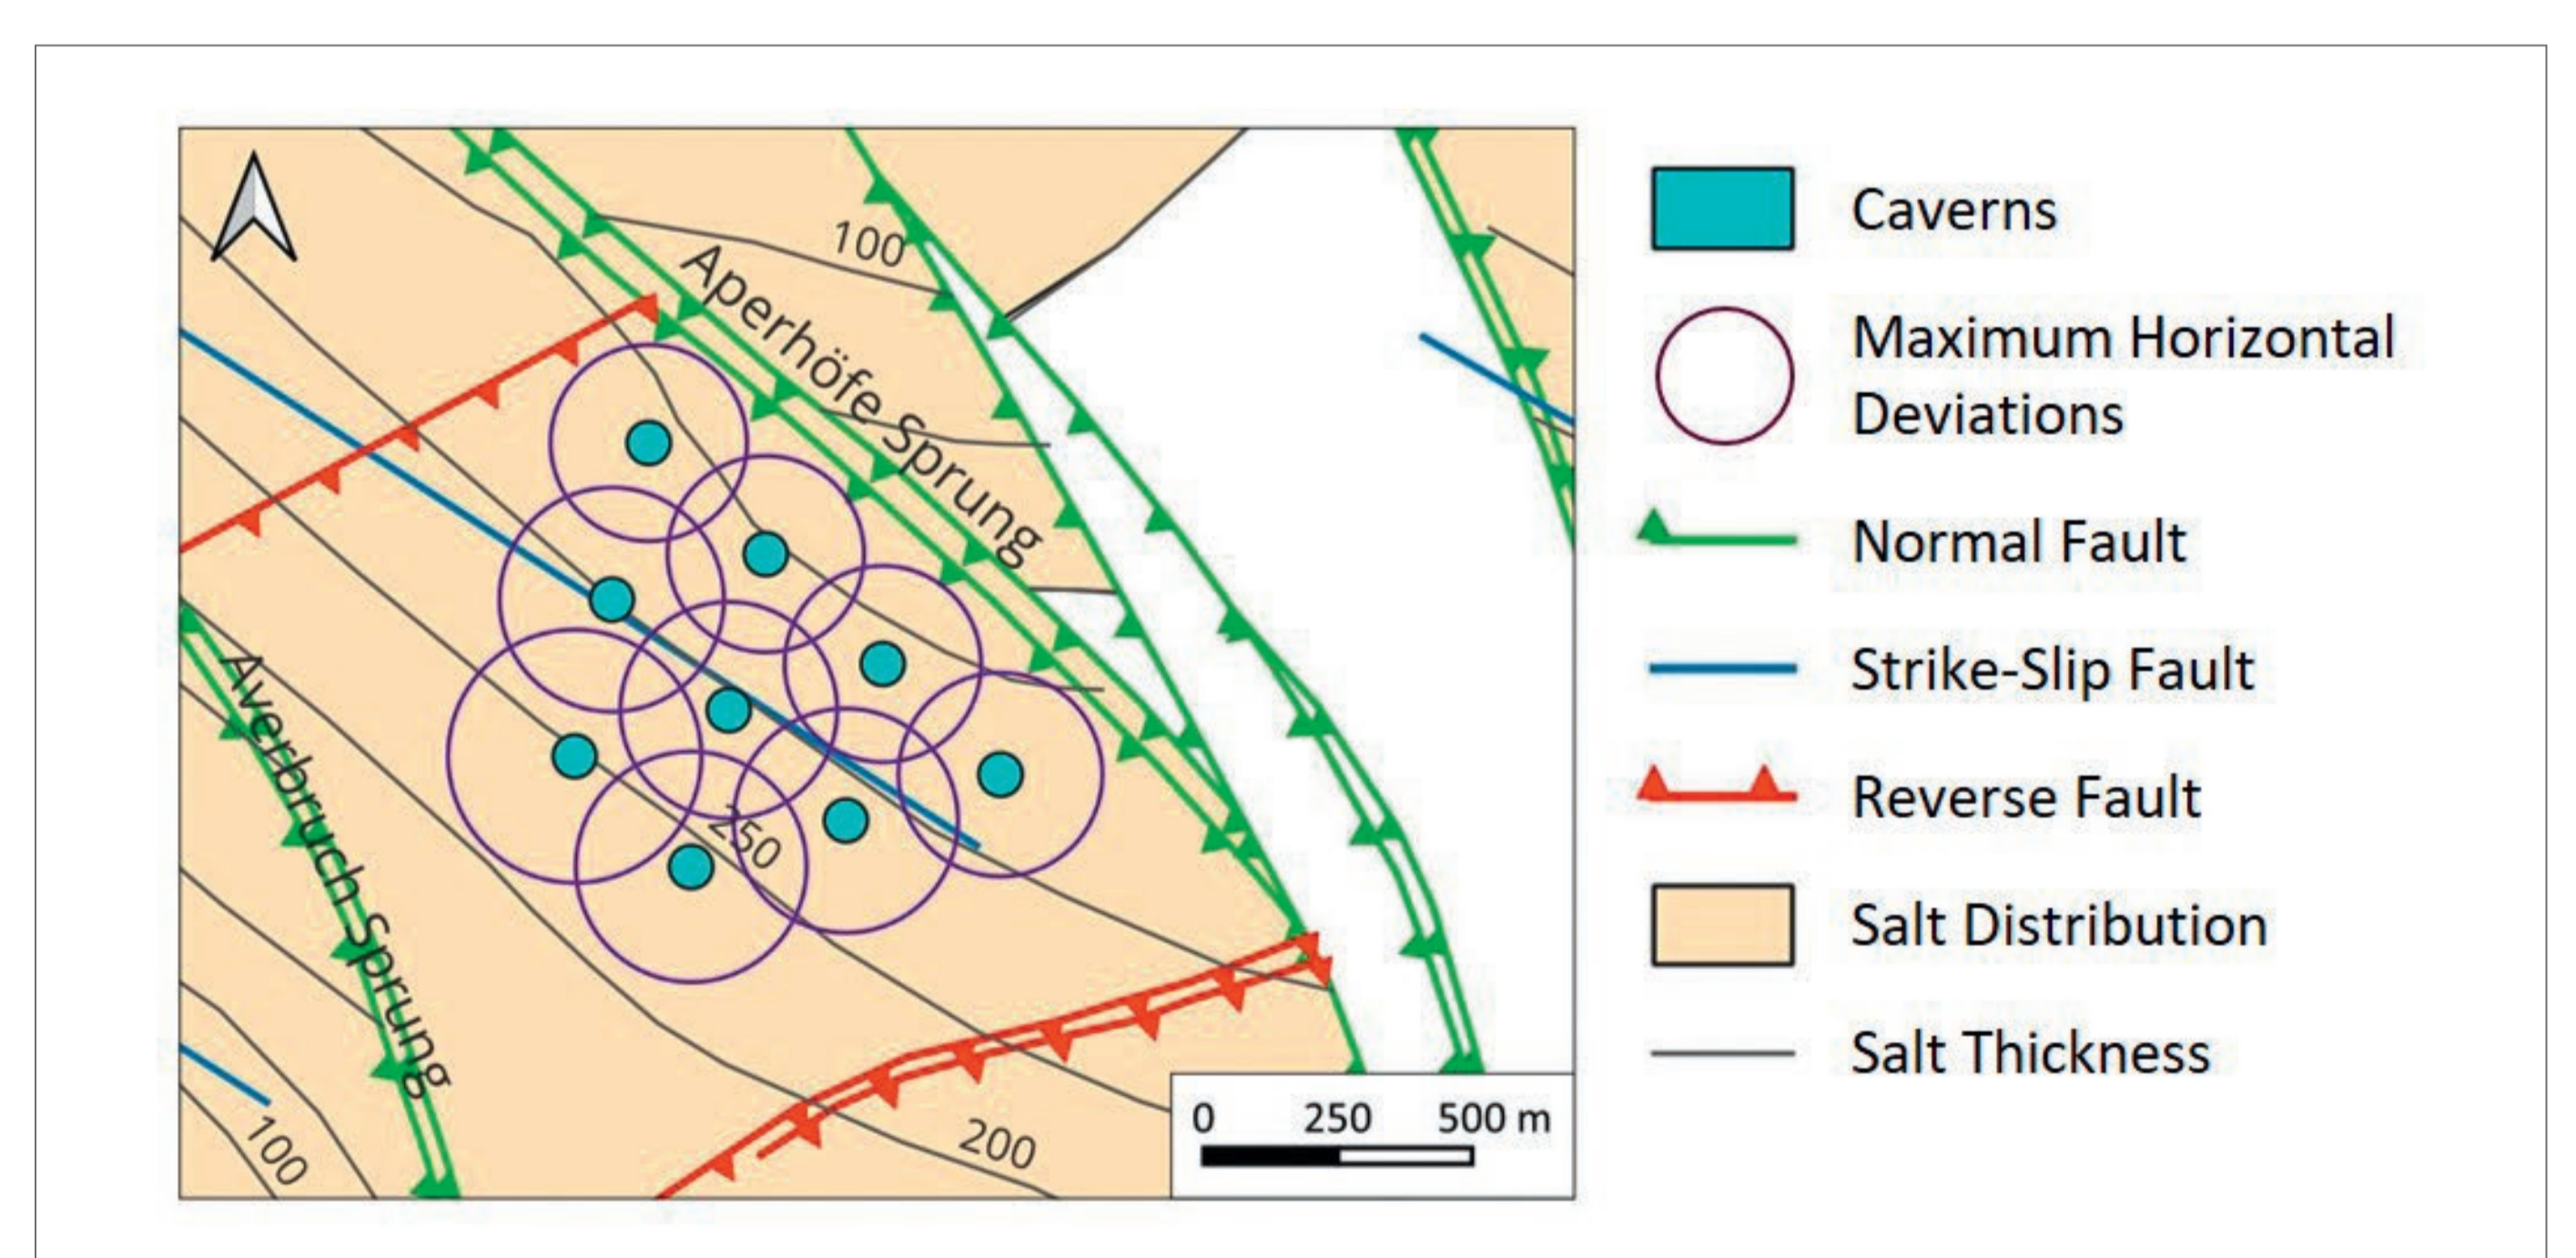 100
Aperhöfe Sprung
Averbruch Sprung
250
200
100
0 250 500 m
Caverns
Maximum Horizontal
Deviations
Normal Fault
Strike-Slip Fault
Reverse Fault
Salt Distribution
Salt Thickness